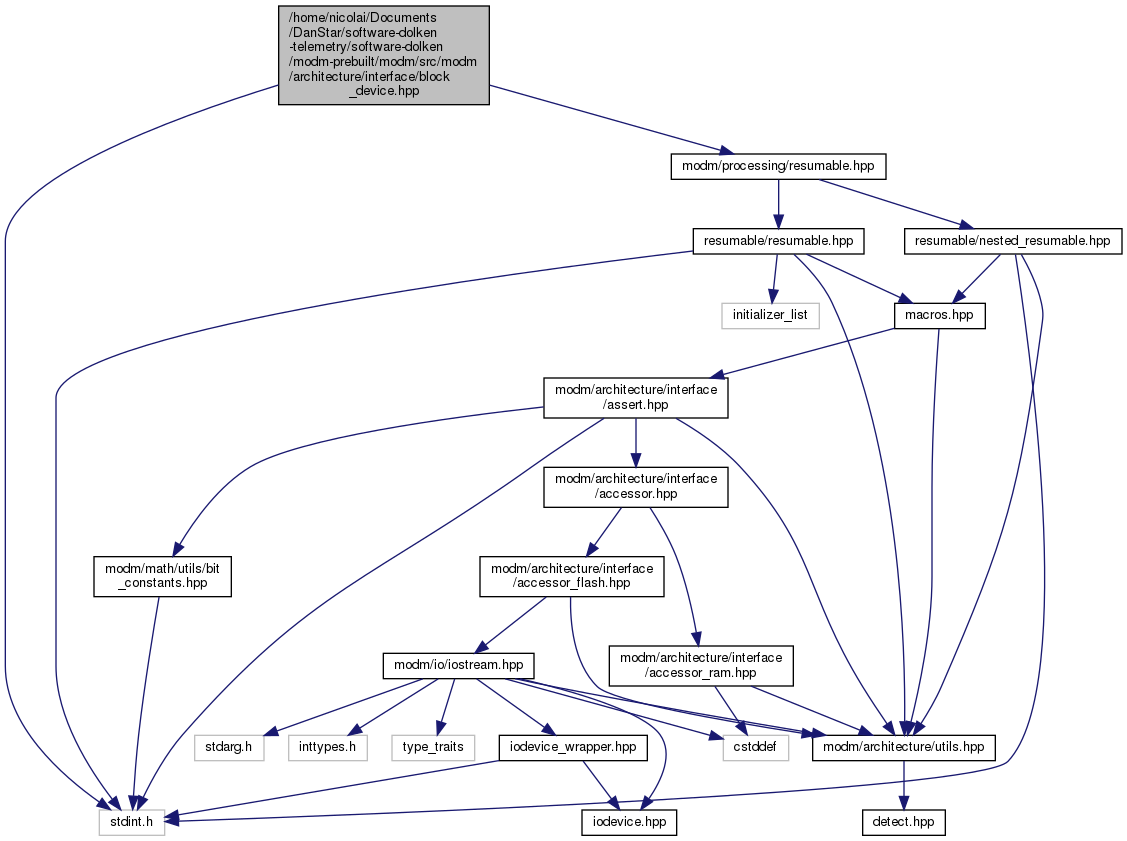 /home/nicolai/Documents
/DanStar/software-dolken
-telemetry/software-dolken
/modm-prebuilt/modm/src/modm
/architecture/interface/block
_device.hpp
modm/processing/resumable.hpp
resumable/resumable.hpp
resumable/nested_resumable.hpp
initializer_list
macros.hpp
modm/architecture/interface
/assert.hpp
modm/architecture/interface
/accessor.hpp
modm/math/utils/bit
_constants.hpp
modm/architecture/interface
/accessor_flash.hpp
modm/io/iostream.hpp
modm/architecture/interface
/accessor_ram.hpp
stdarg.h
inttypes.h
type_traits
iodevice_wrapper.hpp
cstddef
modm/architecture/utils.hpp
stdint.h
iodevice.hpp
detect.hpp